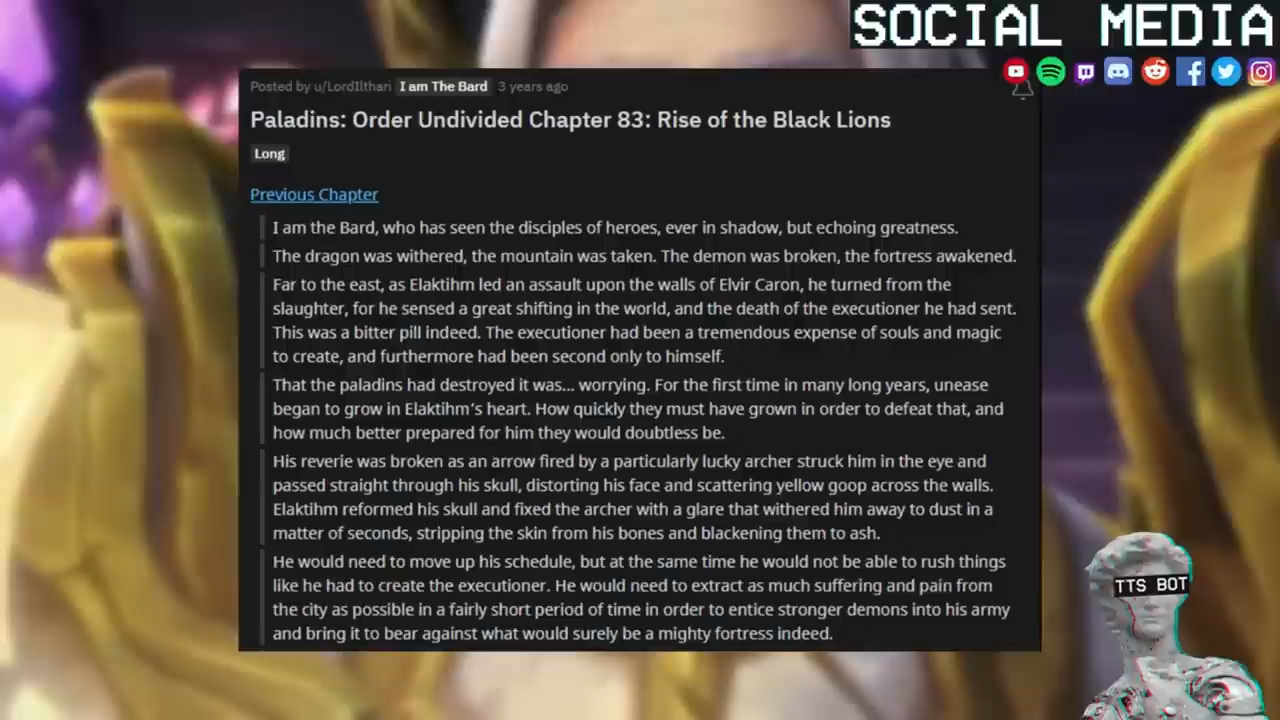 SOCIAL MEDIA
Posted by u/LordIlthari I am The Bard 3 years ago
Paladins: Order Undivided Chapter 83: Rise of the Black Lions
Long
Previous Chapter
I am the Bard, who has seen the disciples of heroes, ever in shadow, but echoing greatness.
The dragon was withered, the mountain was taken. The demon was broken, the fortress awakened.
Far to the east, as Elaktihm led an assault upon the walls of Elvir Caron, he turned from the
slaughter, for he sensed a great shifting in the world, and the death of the executioner he had sent.
This was a bitter pill indeed. The executioner had been a tremendous expense of souls and magic
to create, and furthermore had been second only to himself.
That the paladins had destroyed it was... worrying. For the first time in many long years, unease
began to grow in Elaktihm's heart. How quickly they must have grown in order to defeat that, and
how much better prepared for him they would doubtless be.
His reverie was broken as an arrow fired by a particularly lucky archer struck him in the eye and
passed straight through his skull, distorting his face and scattering yellow goop across the walls.
Elaktihm reformed his skull and fixed the archer with a glare that withered him away to dust in a
matter of seconds, stripping the skin from his bones and blackening them to ash.
He would need to move up his schedule, but at the same time he would not be able to rush things
like he had to create the executioner. He would need to extract as much suffering and pain from
the city as possible in a fairly short period of time in order to entice stronger demons into his army
and bring it to bear against what would surely be a mighty fortress indeed.
TTS BOT